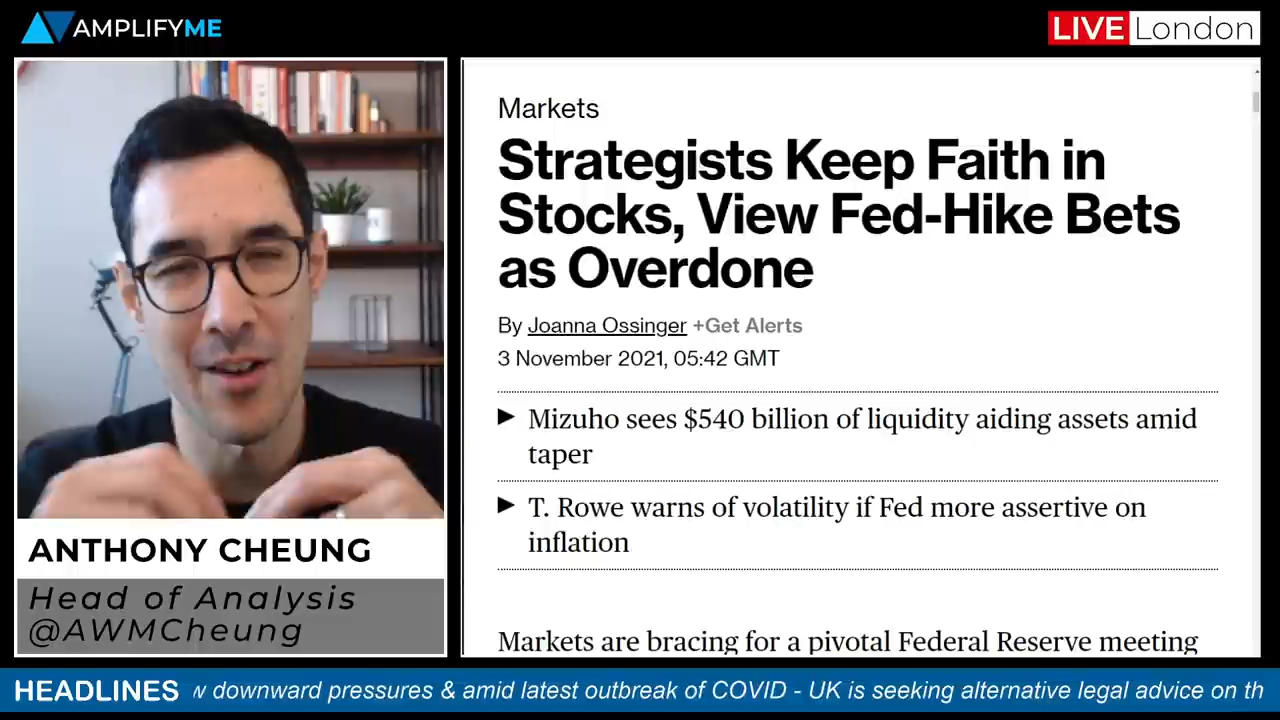 AMPLIFYME
LIVE London
Markets
Strategists Keep Faith in
Stocks, View Fed-Hike Bets
as Overdone
By Joanna Ossinger +Get Alerts
3 November 2021, 05:42 GMT
Mizuho sees $540 billion of liquidity aiding assets amid
taper
T. Rowe warns of volatility if Fed more assertive on
inflation
Markets are bracing for a pivotal Federal Reserve meeting
ANTHONY CHEUNG
Head of Analysis
@AWMCheung
HEADLINES w downward pressures & amid latest outbreak of COVID - UK is seeking alternative legal advice on th